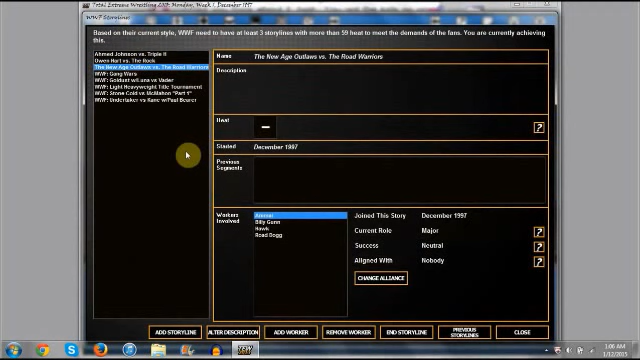 Total Extreme Wrestling 2013: Monday, Week 1, December 1997
WWF Storylines
Based on their current style, WWF need to have at least 3 storylines with more than 59 heat to meet the demands of the fans. You are currently achieving
this.
Ahmed Johnson vs. Triple H
Owen Hart vs. The Rock
The New Age Outlaws vs. The Road Warriors
WWF: Gang Wars
WWF: Goldust w/Luna vs Vader
WWF: Light Heavyweight Title Tournament
WWF: Stone Cold vs McMahon "Part 1"
WWF: Undertaker vs Kane w/Paul Bearer
Name
The New Age Outlaws vs. The Road Warriors
Description
Heat
–
?
Started
December 1997
Previous
Segments
Workers
Involved
Animal
Billy Gunn
Hawk
Road Dogg
Joined This Story
December 1997
Current Role
Major
?
Success
Neutral
?
Aligned With
Nobody
?
CHANGE ALLIANCE
ADD STORYLINE
ALTER DESCRIPTION
ADD WORKER
REMOVE WORKER
END STORYLINE
PREVIOUS
STORYLINES
CLOSE
TEW
1:06 AM
1/12/2015